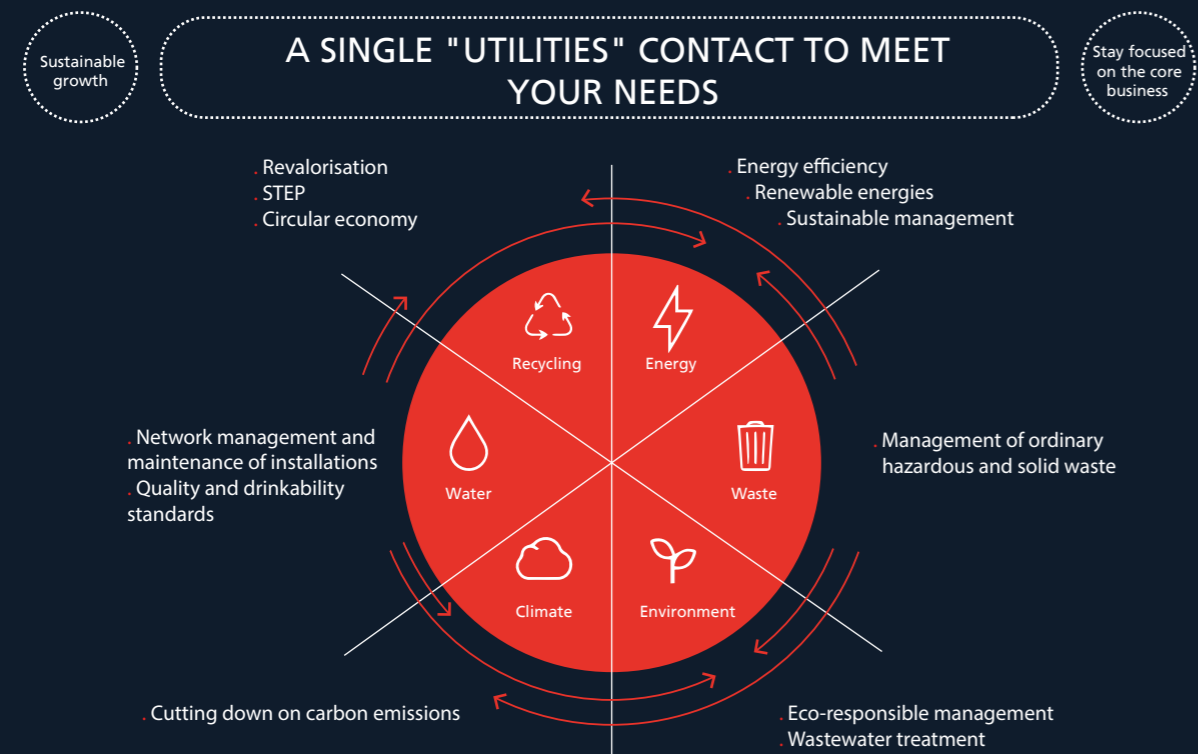 Sustainable
growth
A SINGLE "UTILITIES" CONTACT TO MEET
YOUR NEEDS
Stay focused
on the core
business
. Revalorisation
. STEP
. Circular economy
. Energy efficiency
. Renewable energies
. Sustainable management
Recycling
Energy
. Network management and
maintenance of installations
. Quality and drinkability
standards
Water
Waste
. Management of ordinary
hazardous and solid waste
Climate
Environment
. Cutting down on carbon emissions
. Eco-responsible management
. Wastewater treatment